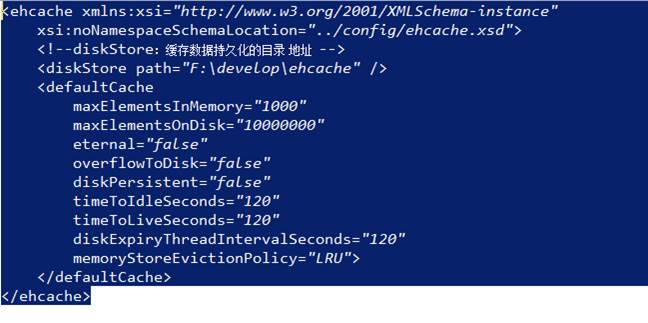 <ehcache xmlns:xsi="http://www.w3.org/2001/XMLSchema-instance"
xsi:noNamespaceSchemaLocation="../config/ehcache.xsd">
<!--diskStore：缓存数据持久化的目录 地址 -->
<diskStore path="F:\develop\ehcache" />
<defaultCache
maxElementsInMemory="1000"
maxElementsOnDisk="10000000"
eternal="false"
overflowToDisk="false"
diskPersistent="false"
timeToIdleSeconds="120"
timeToLiveSeconds="120"
diskExpiryThreadIntervalSeconds="120"
memoryStoreEvictionPolicy="LRU">
</defaultCache>
</ehcache>